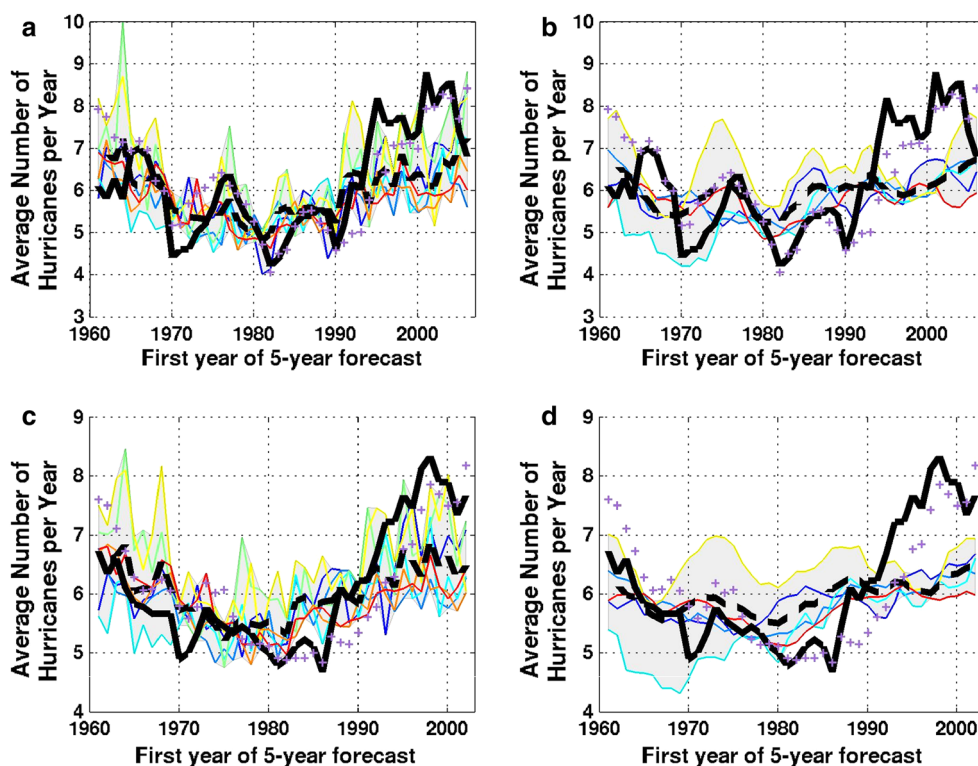 a
10
9
8
7
6
5
4
3
Average Number of
Hurricanes per Year
1960 1970 1980 1990 2000
First year of 5-year forecast
b
10
9
8
7
6
5
4
3
Average Number of
Hurricanes per Year
1960 1970 1980 1990 2000
First year of 5-year forecast
c
9
8
7
6
5
4
Average Number of
Hurricanes per Year
1960 1970 1980 1990 2000
First year of 5-year forecast
d
9
8
7
6
5
4
Average Number of
Hurricanes per Year
1960 1970 1980 1990 2000
First year of 5-year forecast